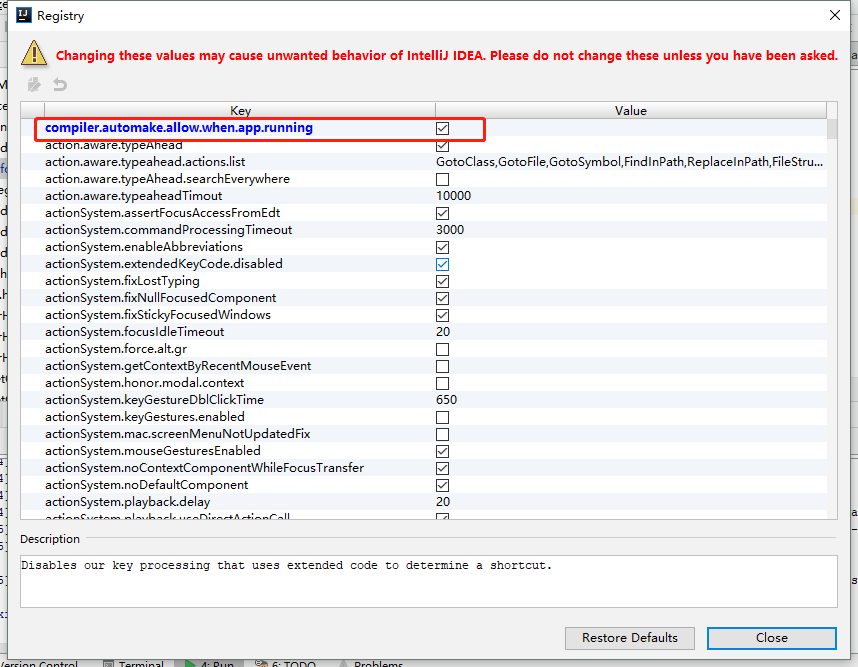 Registry
Changing these values may cause unwanted behavior of IntelliJ IDEA. Please do not change these unless you have been asked.
Key Value
compiler.automake.allow.when.app.running
action.aware.typeAhead
action.aware.typeahead.actions.list GotoClass,GotoFile,GotoSymbol,FindInPath,ReplaceInPath,FileStru...
action.aware.typeAhead.searchEverywhere
action.aware.typeaheadTimout 10000
actionSystem.assertFocusAccessFromEdt
actionSystem.commandProcessingTimeout 3000
actionSystem.enableAbbreviations
actionSystem.extendedKeyCode.disabled
actionSystem.fixLostTyping
actionSystem.fixNullFocusedComponent
actionSystem.fixStickyFocusedWindows
actionSystem.focusIdleTimeout 20
actionSystem.force.alt.gr
actionSystem.getContextByRecentMouseEvent
actionSystem.honor.modal.context
actionSystem.keyGestureDblClickTime 650
actionSystem.keyGestures.enabled
actionSystem.mac.screenMenuNotUpdatedFix
actionSystem.mouseGesturesEnabled
actionSystem.noContextComponentWhileFocusTransfer
actionSystem.noDefaultComponent
actionSystem.playback.delay 20
actionSystem.playback.useDirectActionCall
Description
Disables our key processing that uses extended code to determine a shortcut.
Restore Defaults Close
Version Control Terminal 4: Run 6: TODO Problems